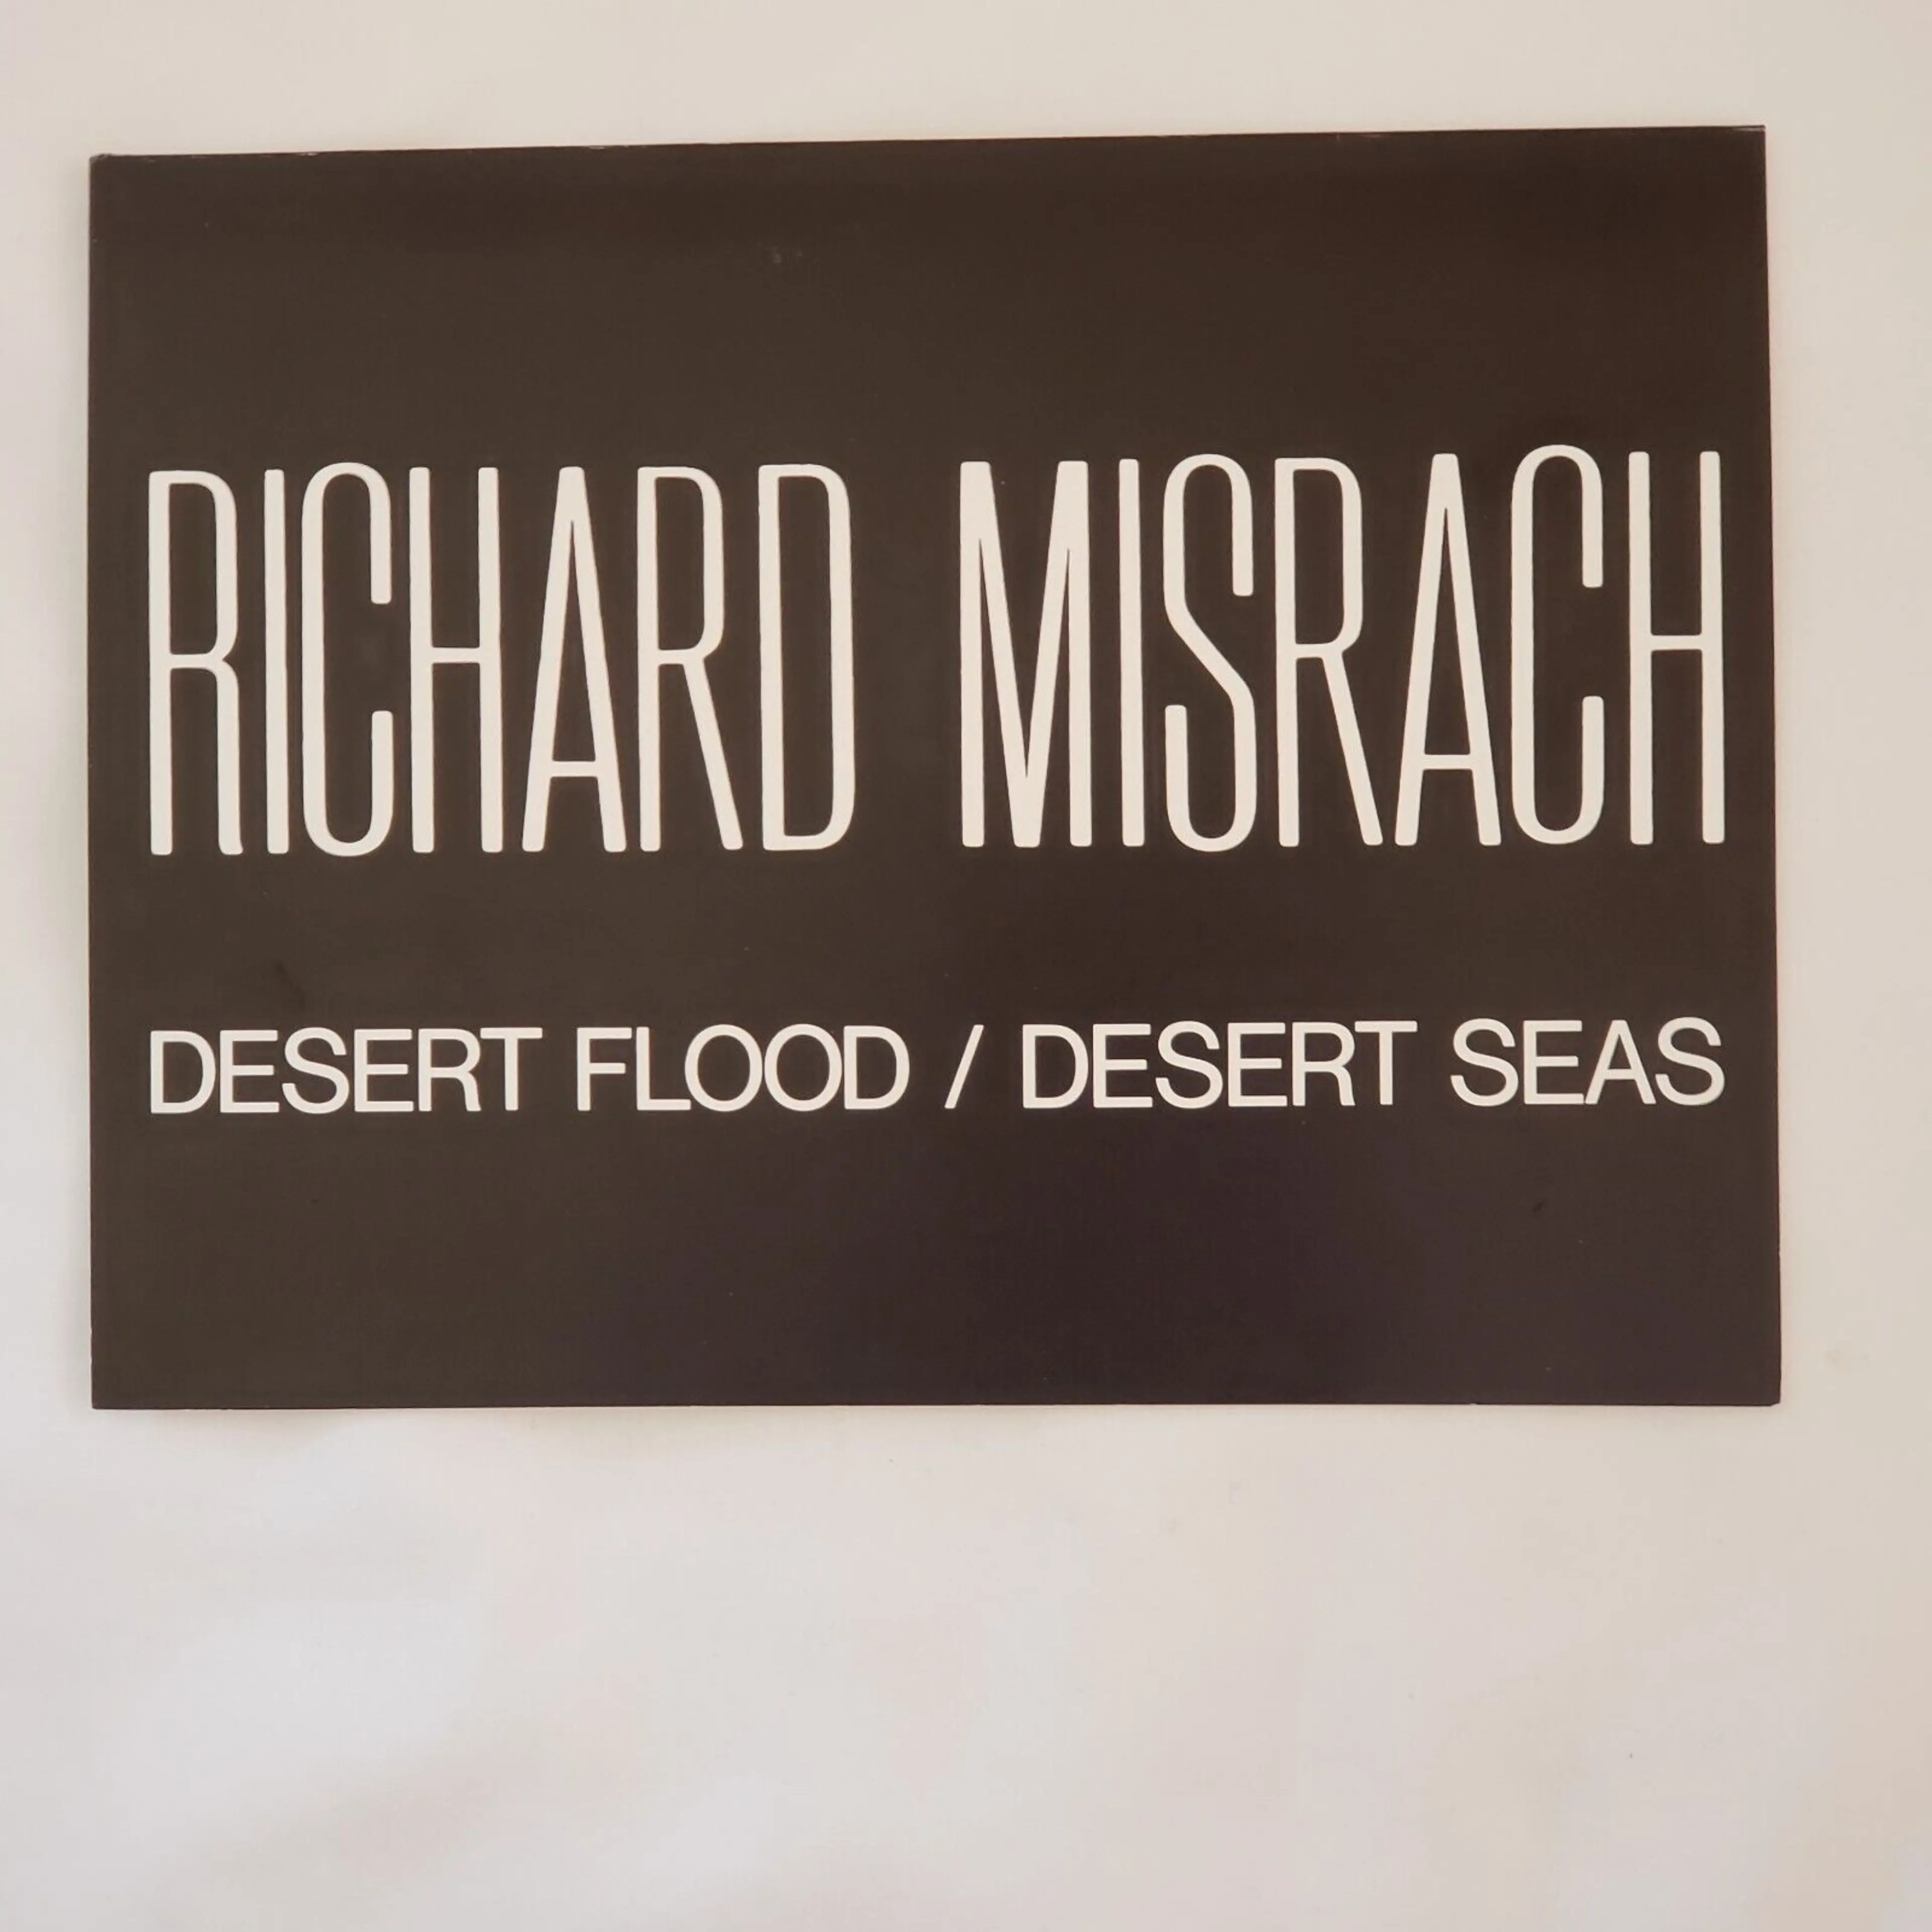 RICHARD MISRACH
DESERT FLOOD / DESERT SEAS